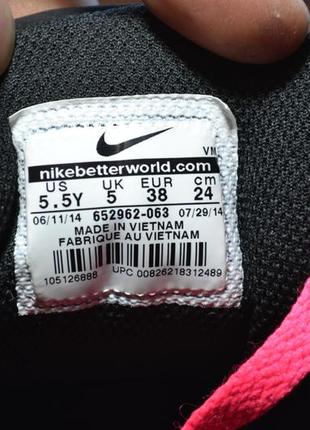 VM
nikebetterworld.com
US UK EUR cm
5.5Y 5 38 24
06/11/14 652962-063 07/29/14
MADE IN VIETNAM
FABRIQUE AU VIETNAM
105126888 UPC 00826218312489